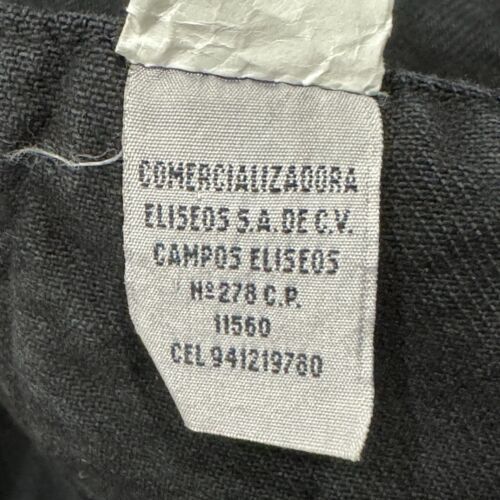 COMERCIALIZADORA
ELISEOS S.A. DE C.V.
CAMPOS ELISEOS
Nº 278 C.P.
11560
CEL 941219780